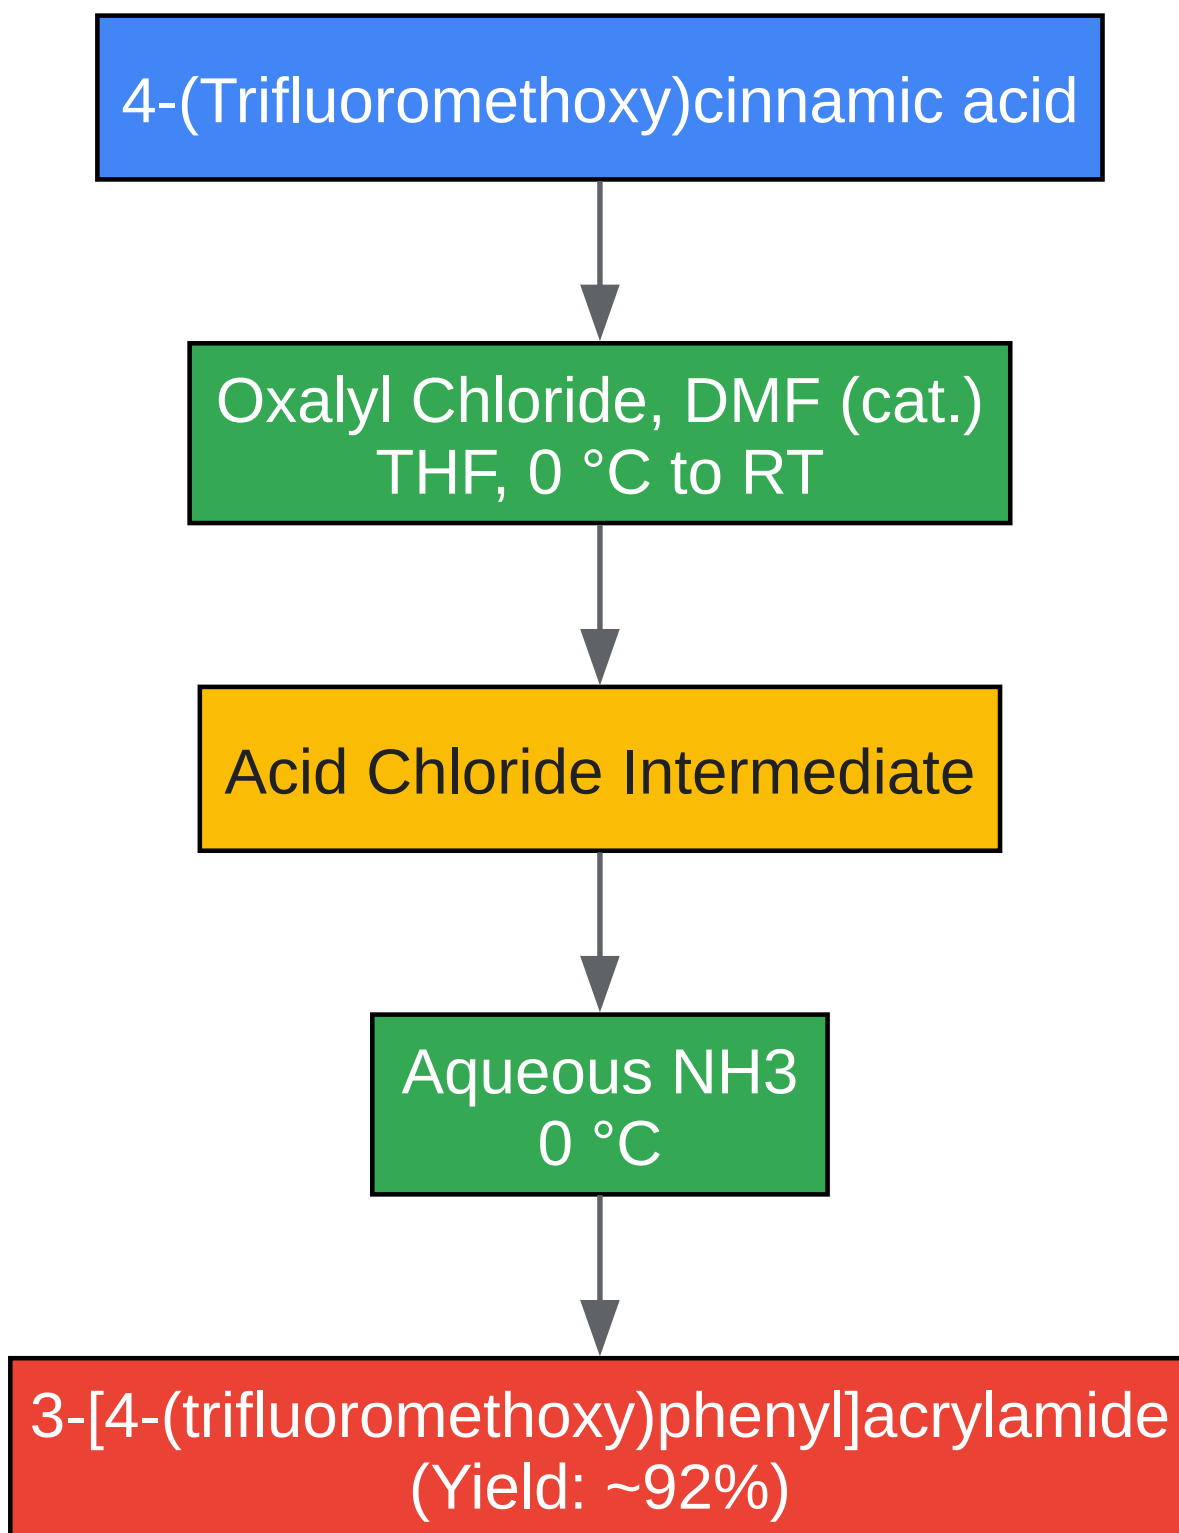 4-(Trifluoromethoxy)cinnamic acid
Oxalyl Chloride, DMF (cat.)
THF, 0 °C to RT
Acid Chloride Intermediate
Aqueous NH3
0 °C
3-[4-(trifluoromethoxy)phenyl]acrylamide
(Yield: ~92%)